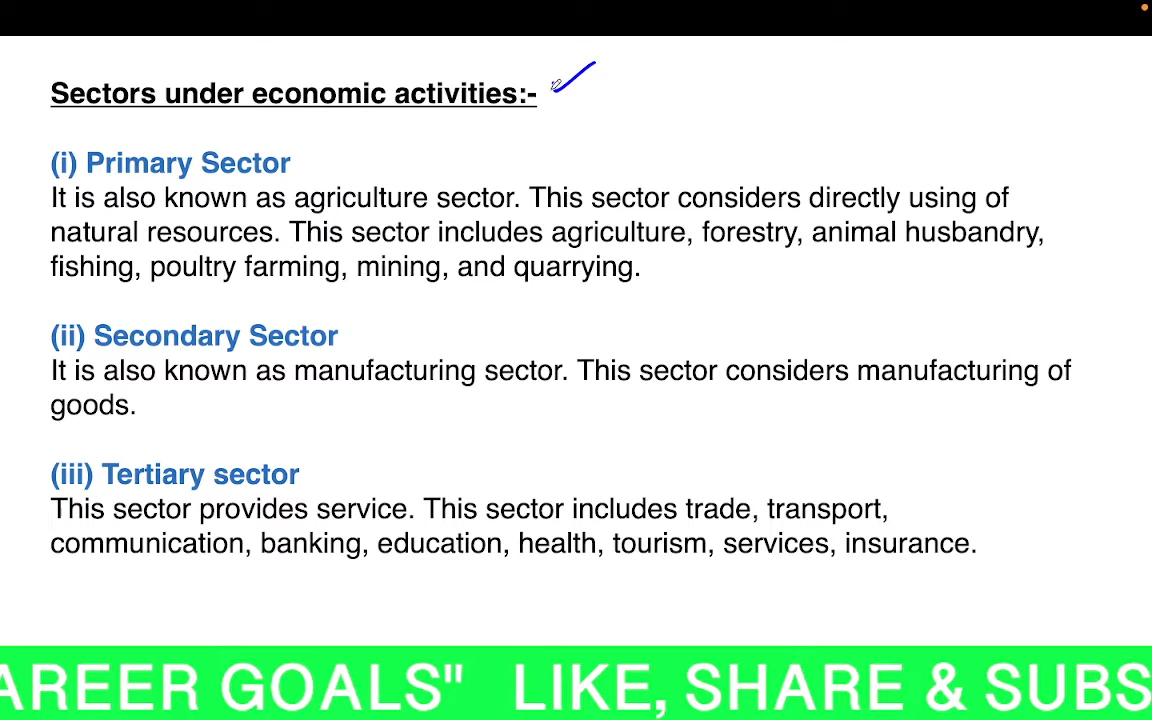 Sectors under economic activities:-
(i) Primary Sector
It is also known as agriculture sector. This sector considers directly using of
natural resources. This sector includes agriculture, forestry, animal husbandry,
fishing, poultry farming, mining, and quarrying.
(ii) Secondary Sector
It is also known as manufacturing sector. This sector considers manufacturing of
goods.
(iii) Tertiary sector
This sector provides service. This sector includes trade, transport,
communication, banking, education, health, tourism, services, insurance.
AREER GOALS" LIKE, SHARE & SUBS